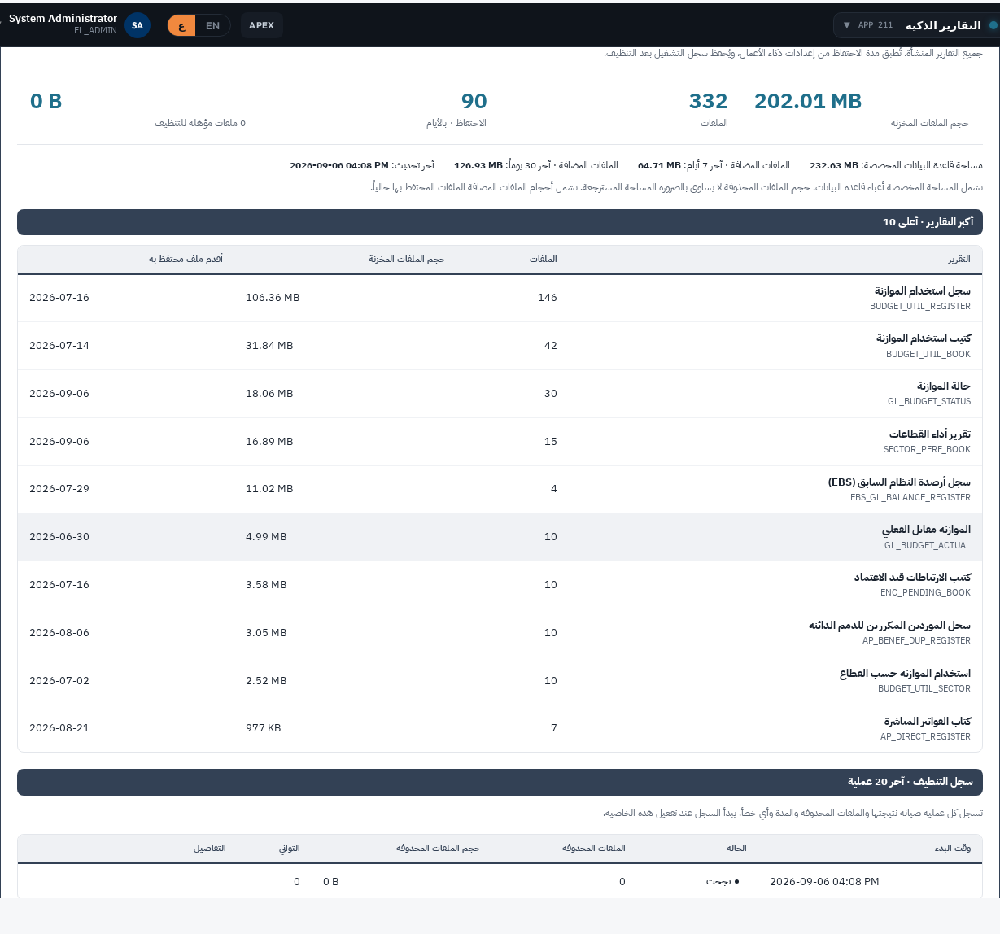 التقارير الذكية APP 211 ▼
APEX
EN ع
SA
System Administrator
FL_ADMIN
جميع التقارير المنشأة. تُطبق مدة الاحتفاظ من إعدادات ذكاء الأعمال، ويُحفظ سجل التشغيل بعد التنظيف.
202.01 MB
حجم الملفات المخزنة
332
الملفات
90
الاحتفاظ · بالأيام
0 B
0 ملفات مؤهلة للتنظيف
مساحة قاعدة البيانات المخصصة: 232.63 MB الملفات المضافة · آخر 7 أيام: 64.71 MB الملفات المضافة · آخر 30 يوماً: 126.93 MB آخر تحديث: 2026-09-06 04:08 PM
تشمل المساحة المخصصة أعباء قاعدة البيانات. حجم الملفات المحذوفة لا يساوي بالضرورة المساحة المسترجعة. تشمل أحجام الملفات المضافة الملفات المحتفظ بها حالياً.
أكبر التقارير · أعلى 10
التقرير الملفات حجم الملفات المخزنة أقدم ملف محتفظ به
سجل استخدام الموازنة 146 106.36 MB 2026-07-16
BUDGET_UTIL_REGISTER
كتيب استخدام الموازنة 42 31.84 MB 2026-07-14
BUDGET_UTIL_BOOK
حالة الموازنة 30 18.06 MB 2026-09-06
GL_BUDGET_STATUS
تقرير أداء القطاعات 15 16.89 MB 2026-09-06
SECTOR_PERF_BOOK
سجل أرصدة النظام السابق (EBS) 4 11.02 MB 2026-07-29
EBS_GL_BALANCE_REGISTER
الموازنة مقابل الفعلي 10 4.99 MB 2026-06-30
GL_BUDGET_ACTUAL
كتيب الارتباطات قيد الاعتماد 10 3.58 MB 2026-07-16
ENC_PENDING_BOOK
سجل الموردين المكررين للذمم الدائنة 10 3.05 MB 2026-08-06
AP_BENEF_DUP_REGISTER
استخدام الموازنة حسب القطاع 10 2.52 MB 2026-07-02
BUDGET_UTIL_SECTOR
كتاب الفواتير المباشرة 7 977 KB 2026-08-21
AP_DIRECT_REGISTER
سجل التنظيف · آخر 20 عملية
تسجل كل عملية صيانة نتيجتها والملفات المحذوفة والمدة وأي خطأ. يبدأ السجل عند تفعيل هذه الخاصية.
وقت البدء الحالة الملفات المحذوفة حجم الملفات المحذوفة الثواني التفاصيل
2026-09-06 04:08 PM ● نجحت 0 0 B 0